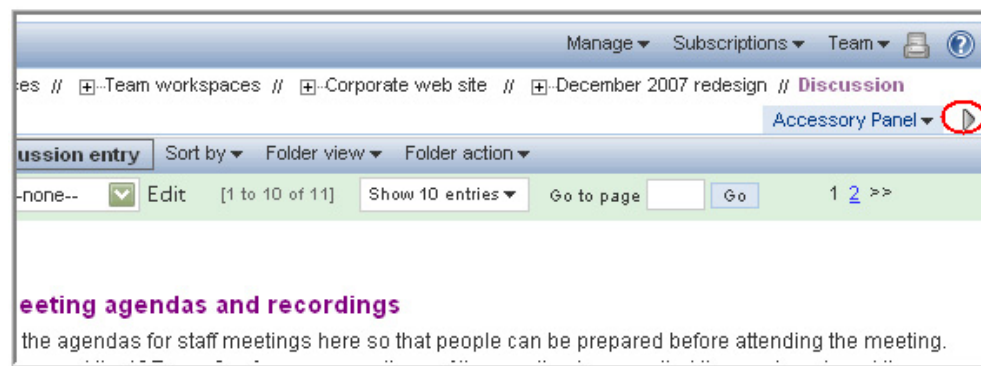 Manage Subscriptions Team ?
es // Team workspaces // Corporate web site // December 2007 redesign // Discussion
Accessory Panel
ussion entry Sort by Folder view Folder action
-none-- Edit [1 to 10 of 11] Show 10 entries Go to page Go 1 2 >>
eeting agendas and recordings
the agendas for staff meetings here so that people can be prepared before attending the meeting.